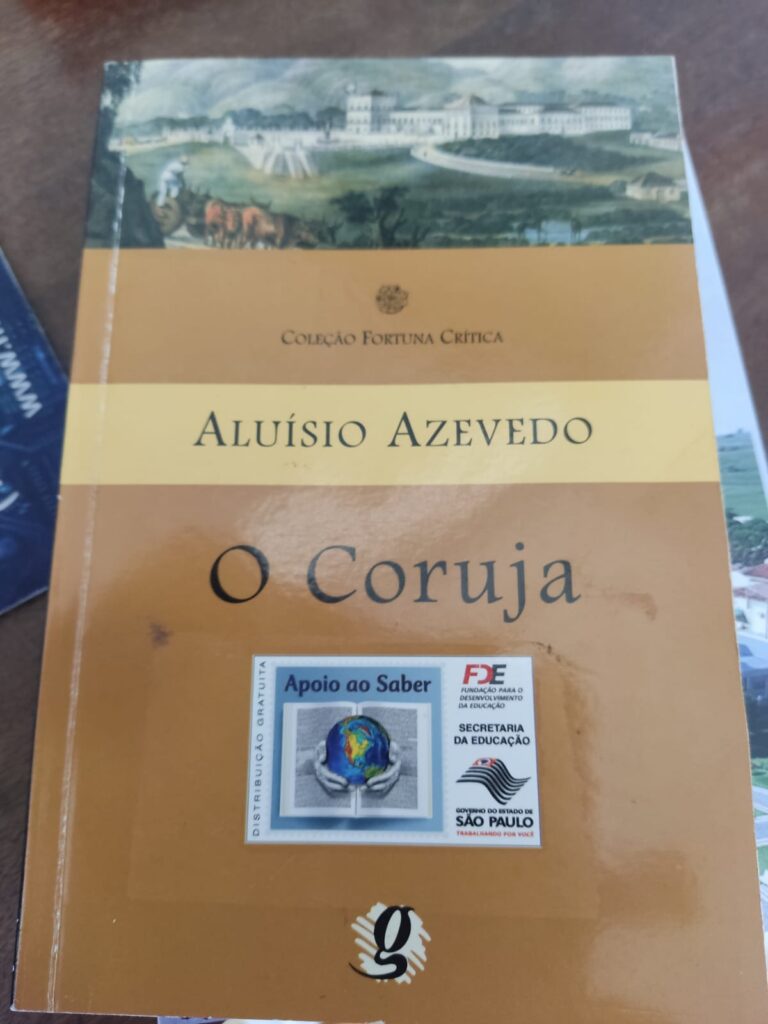 COLEÇÃO FORTUNA CRÍTICA
ALUÍSIO AZEVEDO
O Coruja
DISTRIBUIÇÃO GRATUITA
Apoio ao Saber
FDE
FUNDAÇÃO PARA O
DESENVOLVIMENTO
DA EDUCAÇÃO
SECRETARIA
DA EDUCAÇÃO
GOVERNO DO ESTADO DE
SÃO PAULO
TRABALHANDO POR VOCÊ
g
www.